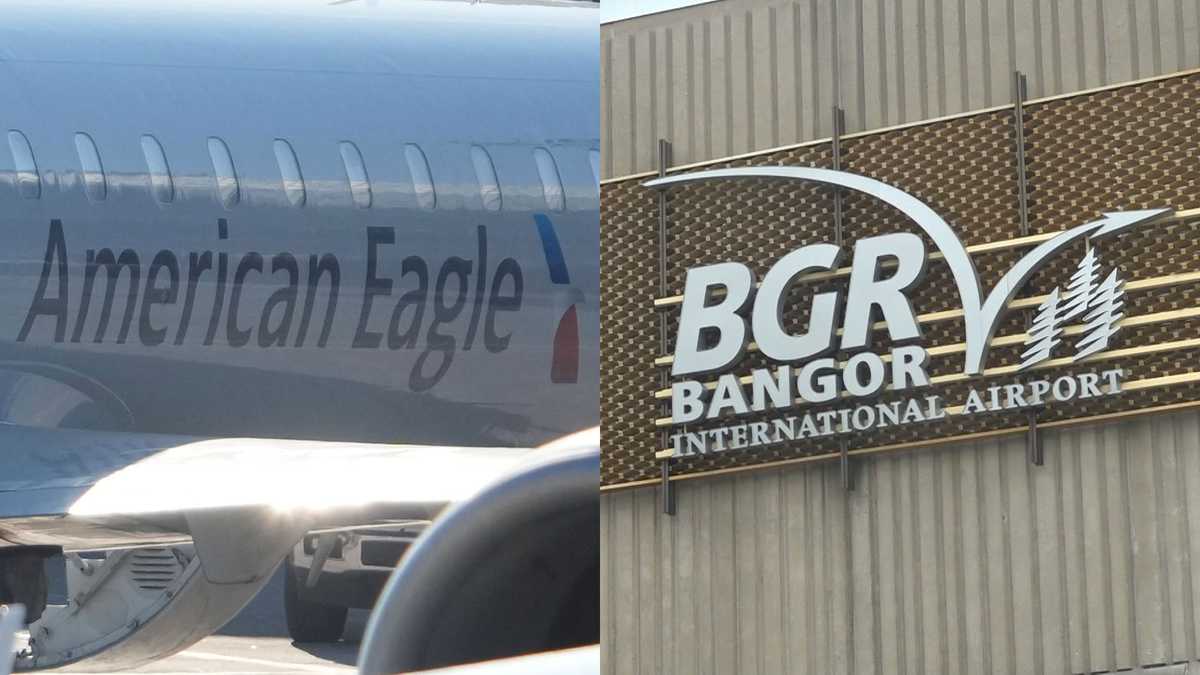 American Eagle
BGR
BANGOR
INTERNATIONAL AIRPORT